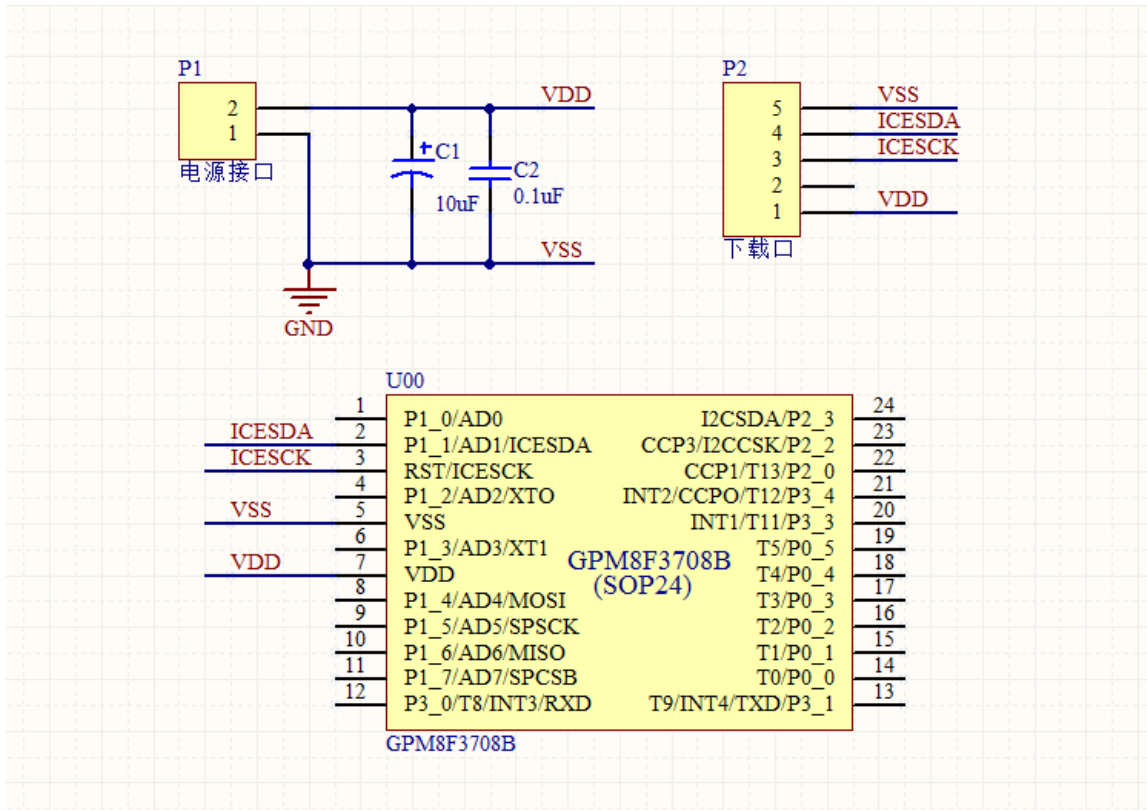 P1
2
1
电源接口
VDD
C1
10uF
C2
0.1uF
VSS
GND
P2
5 VSS
4 ICESDA
3 ICESCK
2
1 VDD
下载口
U00
1 P1_0/AD0 I2CSDA/P2_3 24
ICESDA 2 P1_1/AD1/ICESDA CCP3/I2CCSK/P2_2 23
ICESCK 3 RST/ICESCK CCP1/T13/P2_0 22
4 P1_2/AD2/XTO INT2/CCPO/T12/P3_4 21
VSS 5 VSS INT1/T11/P3_3 20
6 P1_3/AD3/XT1 T5/P0_5 19
VDD 7 VDD T4/P0_4 18
GPM8F3708B
(SOP24)
8 P1_4/AD4/MOSI T3/P0_3 17
9 P1_5/AD5/SPSCK T2/P0_2 16
10 P1_6/AD6/MISO T1/P0_1 15
11 P1_7/AD7/SPCSB T0/P0_0 14
12 P3_0/T8/INT3/RXD T9/INT4/TXD/P3_1 13
GPM8F3708B